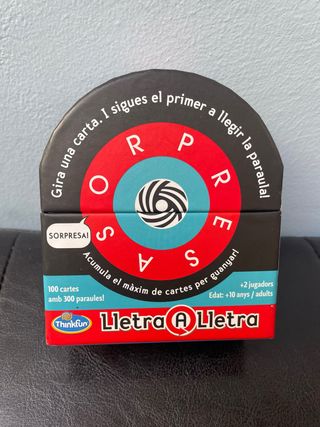 Gira una carta. I sigues el primer a llegir la paraula!
SORPRESA
SORPRESA!
Acumula el màxim de cartes per guanyar!
100 cartes
amb 300 paraules!
+2 jugadors
Edat: +10 anys / adults
ThinkFun
Lletra A Lletra